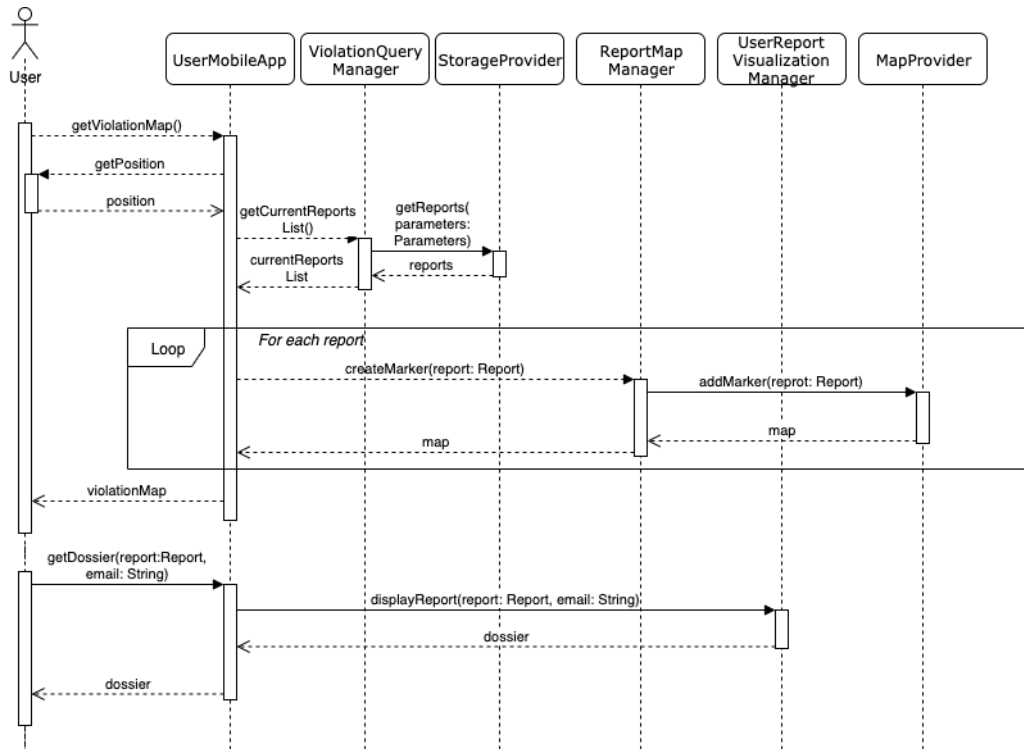 User
UserMobileApp
ViolationQuery
Manager
StorageProvider
ReportMap
Manager
UserReport
Visualization
Manager
MapProvider
getViolationMap()
getPosition
position
getCurrentReports
List()
getReports(
parameters:
Parameters)
currentReports
List
reports
Loop
For each report
createMarker(report: Report)
addMarker(reprot: Report)
map
map
violationMap
getDossier(report:Report,
email: String)
displayReport(report: Report, email: String)
dossier
dossier